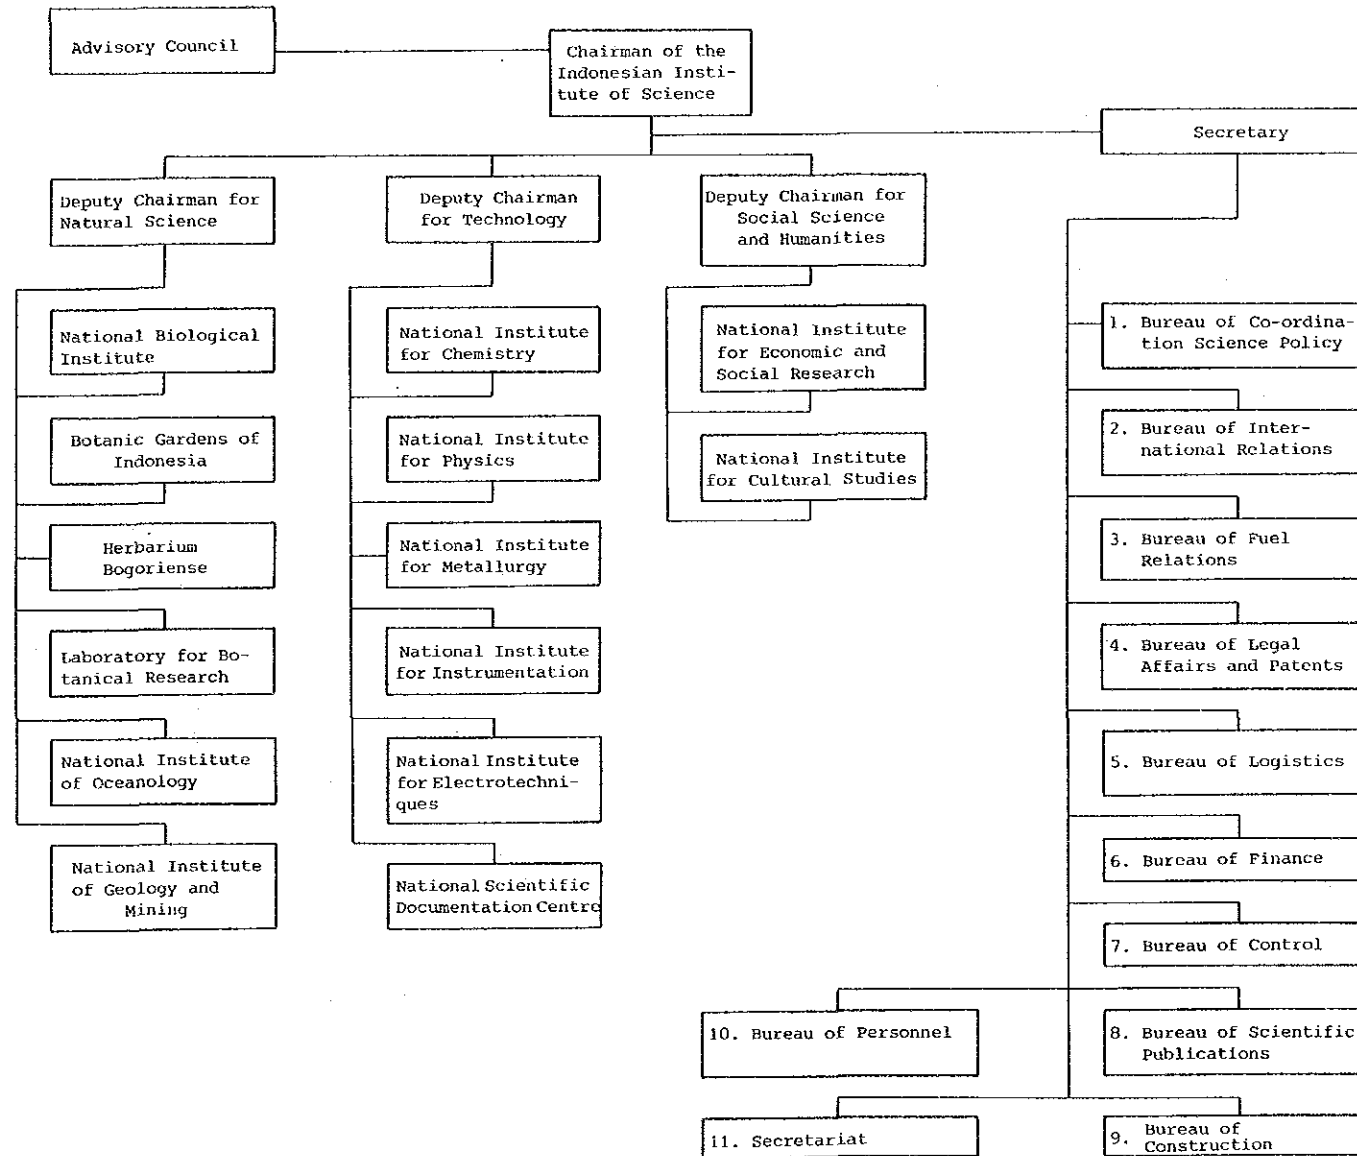 Advisory Council
Chairman of the
Indonesian Insti-
tute of Science
Secretary
Deputy Chairman for
Natural Science
Deputy Chairman
for Technology
Deputy Chairman for
Social Science
and Humanities
National Biological
Institute
Botanic Gardens of
Indonesia
Herbarium
Bogoriense
Laboratory for Bo-
tanical Research
National Institute
of Oceanology
National Institute
of Geology and
Mining
National Institute
for Chemistry
National Institute
for Physics
National Institute
for Metallurgy
National Institute
for Instrumentation
National Institute
for Electrotechni-
ques
National Scientific
Documentation Centre
National Institute
for Economic and
Social Research
National Institute
for Cultural Studies
1. Bureau of Co-ordina-
tion Science Policy
2. Bureau of Inter-
national Relations
3. Bureau of Fuel
Relations
4. Bureau of Legal
Affairs and Patents
5. Bureau of Logistics
6. Bureau of Finance
7. Bureau of Control
8. Bureau of Scientific
Publications
9. Bureau of
Construction
10. Bureau of Personnel
11. Secretariat